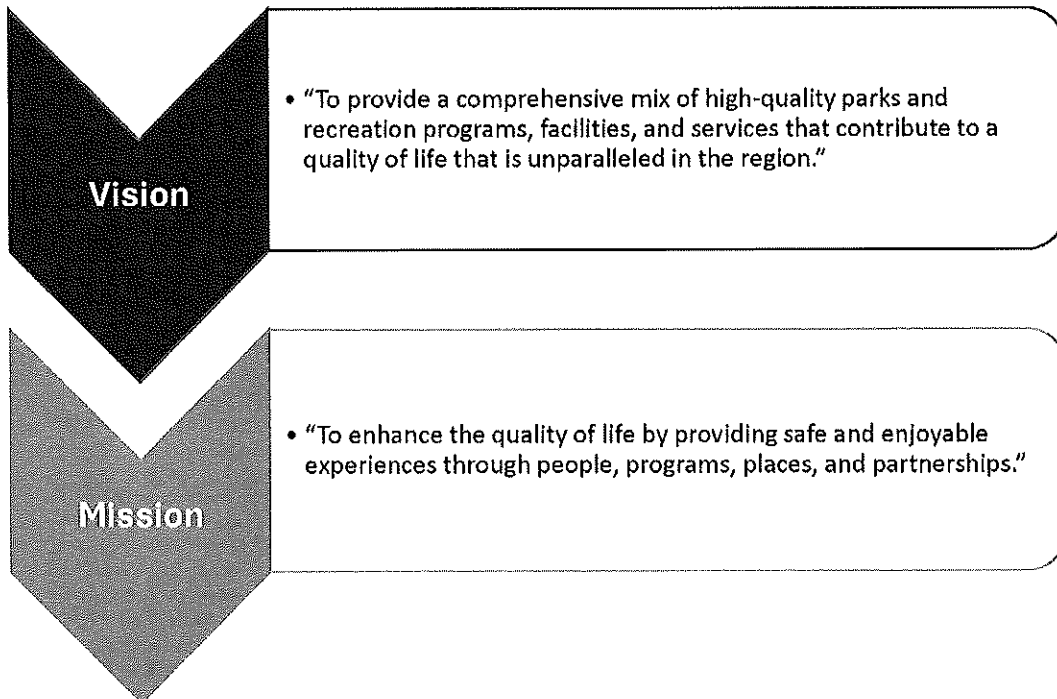 Vision
• “To provide a comprehensive mix of high-quality parks and
recreation programs, facilities, and services that contribute to a
quality of life that is unparalleled in the region.”
Mission
• “To enhance the quality of life by providing safe and enjoyable
experiences through people, programs, places, and partnerships.”